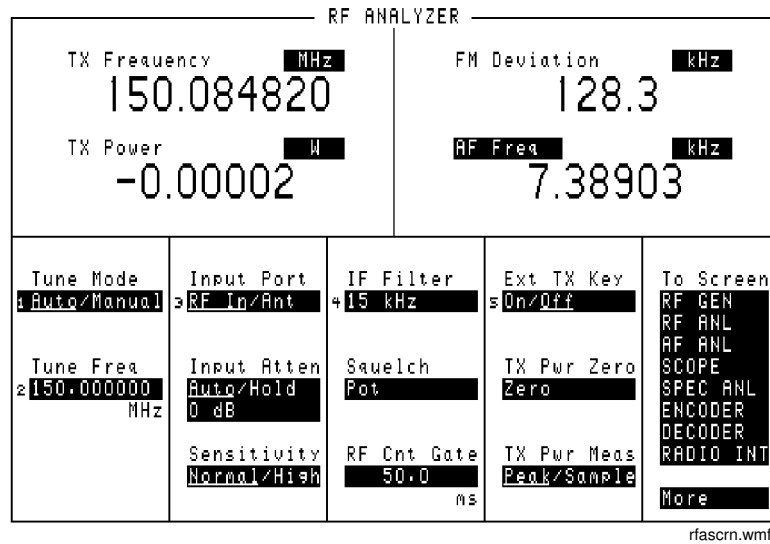 RF ANALYZER
TX Frequency MHz
150.084820
TX Power W
-0.00002
FM Deviation kHz
128.3
AF Freq kHz
7.38903
Tune Mode
1 Auto/Manual
Tune Freq
2 150.000000
MHz
Input Port
3 RF In/Ant
Input Atten
Auto/Hold
0 dB
Sensitivity
Normal/High
IF Filter
4 15 kHz
Squelch
Pot
RF Cnt Gate
50.0
ms
Ext TX Key
5 On/Off
TX Pwr Zero
Zero
TX Pwr Meas
Peak/Sample
To Screen
RF GEN
RF ANL
AF ANL
SCOPE
SPEC ANL
ENCODER
DECODER
RADIO INT
More
rfascrn.wmf